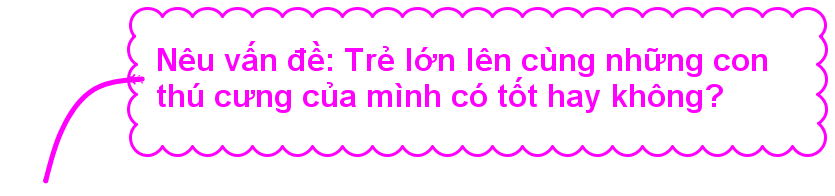 Nêu vấn đề: Trẻ lớn lên cùng những con
thú cưng của mình có tốt hay không?